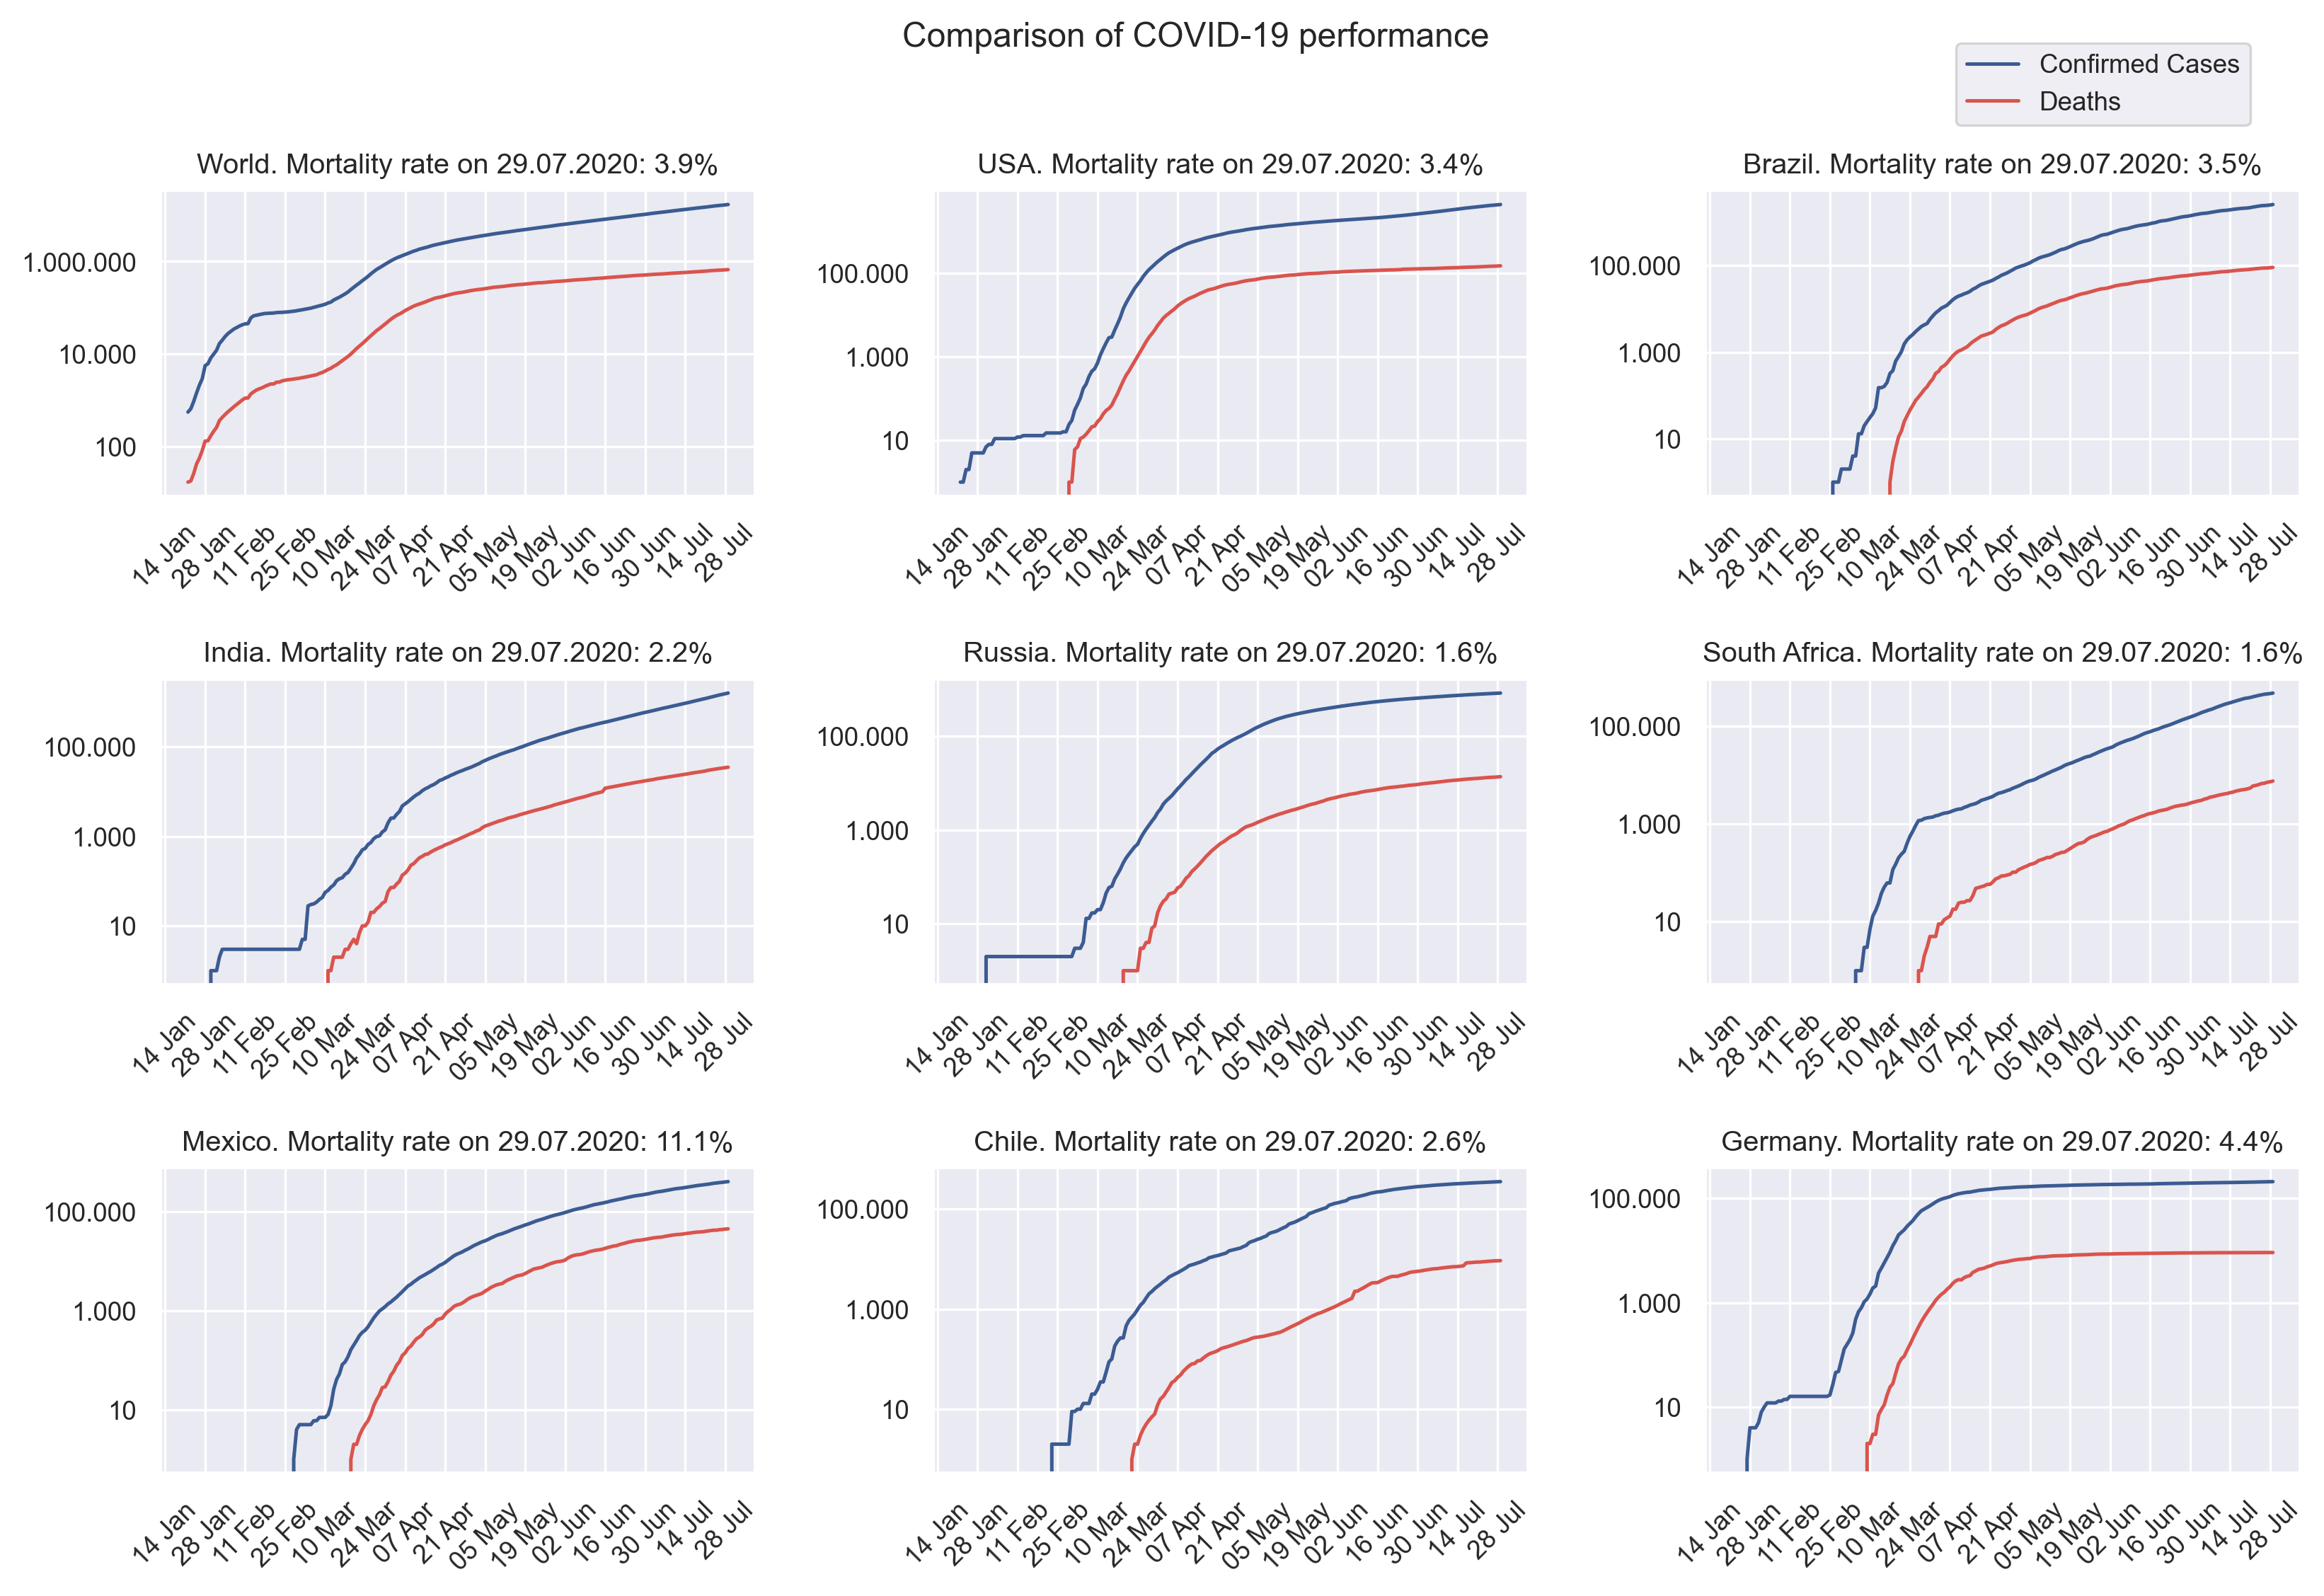 Comparison of COVID-19 performance
Confirmed Cases
Deaths
World. Mortality rate on 29.07.2020: 3.9%
1.000.000
10.000
100
14 Jan
28 Jan
11 Feb
25 Feb
10 Mar
24 Mar
07 Apr
21 Apr
05 May
19 May
02 Jun
16 Jun
30 Jun
14 Jul
28 Jul
USA. Mortality rate on 29.07.2020: 3.4%
100.000
1.000
10
14 Jan
28 Jan
11 Feb
25 Feb
10 Mar
24 Mar
07 Apr
21 Apr
05 May
19 May
02 Jun
16 Jun
30 Jun
14 Jul
28 Jul
Brazil. Mortality rate on 29.07.2020: 3.5%
100.000
1.000
10
14 Jan
28 Jan
11 Feb
25 Feb
10 Mar
24 Mar
07 Apr
21 Apr
05 May
19 May
02 Jun
16 Jun
30 Jun
14 Jul
28 Jul
India. Mortality rate on 29.07.2020: 2.2%
100.000
1.000
10
14 Jan
28 Jan
11 Feb
25 Feb
10 Mar
24 Mar
07 Apr
21 Apr
05 May
19 May
02 Jun
16 Jun
30 Jun
14 Jul
28 Jul
Russia. Mortality rate on 29.07.2020: 1.6%
100.000
1.000
10
14 Jan
28 Jan
11 Feb
25 Feb
10 Mar
24 Mar
07 Apr
21 Apr
05 May
19 May
02 Jun
16 Jun
30 Jun
14 Jul
28 Jul
South Africa. Mortality rate on 29.07.2020: 1.6%
100.000
1.000
10
14 Jan
28 Jan
11 Feb
25 Feb
10 Mar
24 Mar
07 Apr
21 Apr
05 May
19 May
02 Jun
16 Jun
30 Jun
14 Jul
28 Jul
Mexico. Mortality rate on 29.07.2020: 11.1%
100.000
1.000
10
14 Jan
28 Jan
11 Feb
25 Feb
10 Mar
24 Mar
07 Apr
21 Apr
05 May
19 May
02 Jun
16 Jun
30 Jun
14 Jul
28 Jul
Chile. Mortality rate on 29.07.2020: 2.6%
100.000
1.000
10
14 Jan
28 Jan
11 Feb
25 Feb
10 Mar
24 Mar
07 Apr
21 Apr
05 May
19 May
02 Jun
16 Jun
30 Jun
14 Jul
28 Jul
Germany. Mortality rate on 29.07.2020: 4.4%
100.000
1.000
10
14 Jan
28 Jan
11 Feb
25 Feb
10 Mar
24 Mar
07 Apr
21 Apr
05 May
19 May
02 Jun
16 Jun
30 Jun
14 Jul
28 Jul